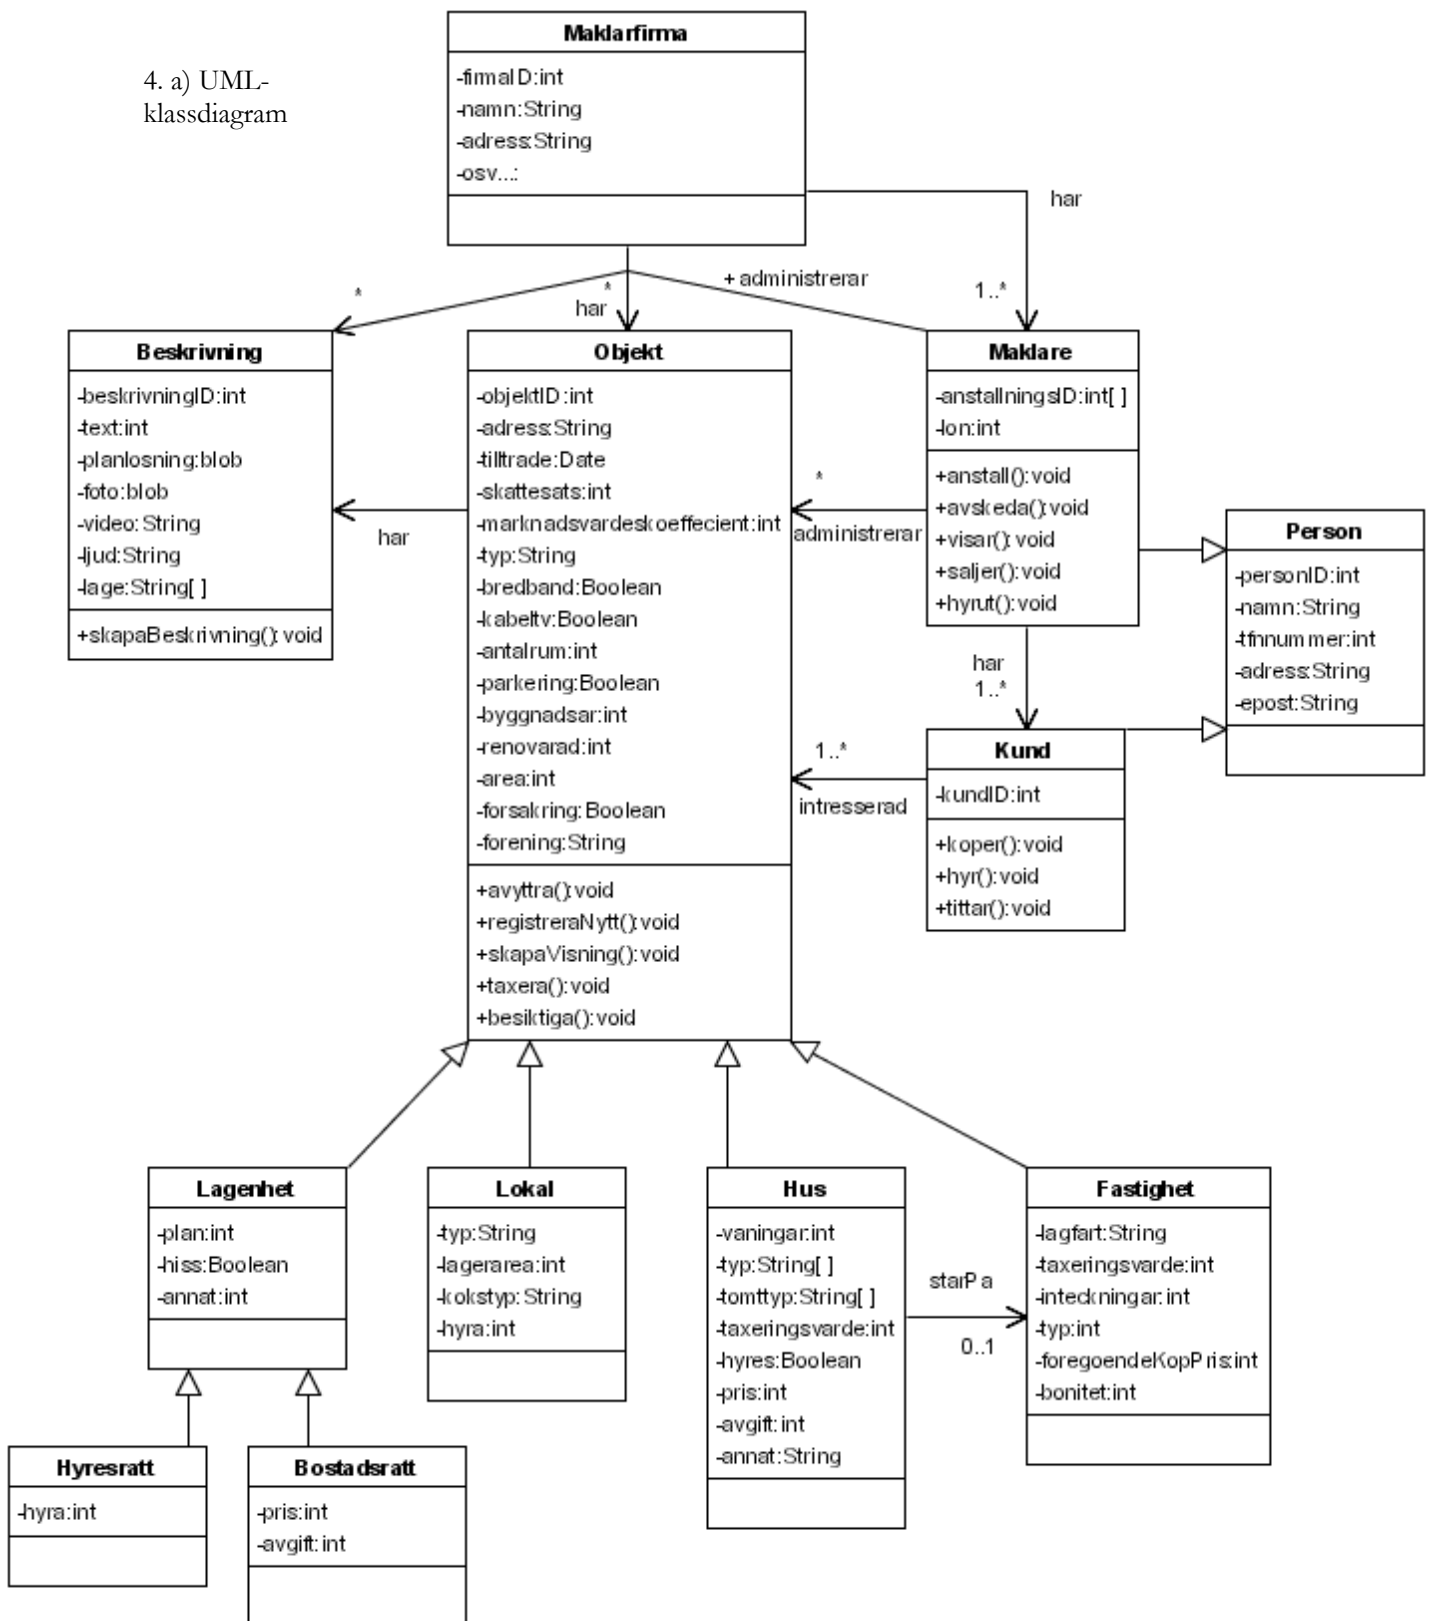 4. a) UML-
klassdiagram
Maklarfirma
-firmaID:int
-namn:String
-adress:String
-osv...:
har
1..*
+ administrerar
*
*
har
Beskrivning
-beskrivningID:int
-text:int
-planlosning:blob
-foto:blob
-video:String
-ljud:String
-lage:String[ ]
+skapaBeskrivning():void
har
Objekt
-objektID:int
-adress:String
-tilltrade:Date
-skattesats:int
-marknadsvardeskoeffecient:int
-typ:String
-bredband:Boolean
-kabeltv:Boolean
-antalrum:int
-parkering:Boolean
-byggnadsar:int
-renovarad:int
-area:int
-forsakring:Boolean
-forening:String
+avyttra():void
+registreraNytt():void
+skapaVisning():void
+taxera():void
+besiktiga():void
*
administrerar
Maklare
-anstallningsID:int[ ]
-lon:int
+anstall():void
+avskeda():void
+visar():void
+saljer():void
+hyrut():void
Person
-personID:int
-namn:String
-tfnnummer:int
-adress:String
-epost:String
har
1..*
1..*
intresserad
Kund
-kundID:int
+koper():void
+hyr():void
+tittar():void
Lagenhet
-plan:int
-hiss:Boolean
-annat:int
Lokal
-typ:String
-lagerarea:int
-kokstyp:String
-hyra:int
Hus
-vaningar:int
-typ:String[ ]
-tomttyp:String[ ]
-taxeringsvarde:int
-hyres:Boolean
-pris:int
-avgift:int
-annat:String
starPa
0..1
Fastighet
-lagfart:String
-taxeringsvarde:int
-inteckningar:int
-typ:int
-foregoendeKopPris:int
-bonitet:int
Hyresratt
-hyra:int
Bostadsratt
-pris:int
-avgift:int